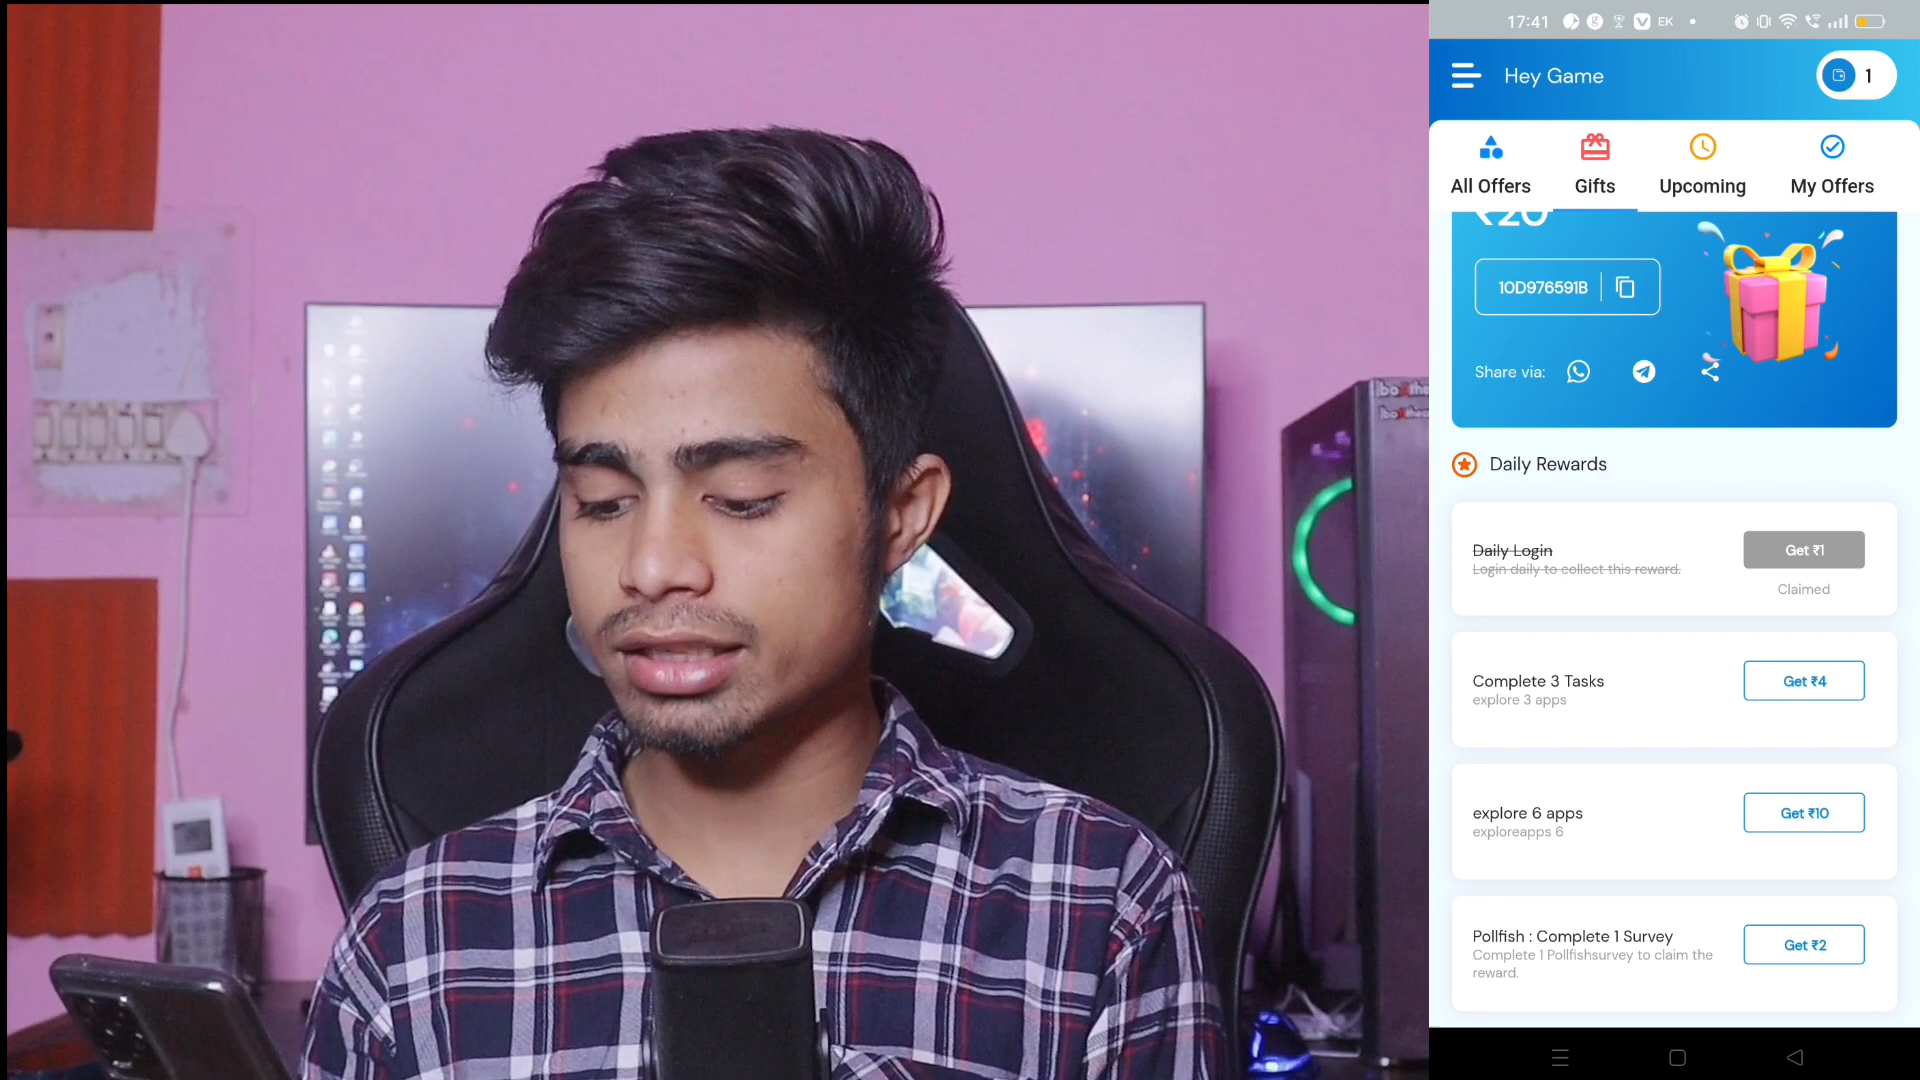 17:41
EK
Hey Game
1
All Offers
Gifts
Upcoming
My Offers
₹20
10D976591B
Share via:
Daily Rewards
Daily Login
Login daily to collect this reward.
Get ₹1
Claimed
Complete 3 Tasks
explore 3 apps
Get ₹4
explore 6 apps
exploreapps 6
Get ₹10
Pollfish : Complete 1 Survey
Complete 1 Pollfishsurvey to claim the
reward.
Get ₹2